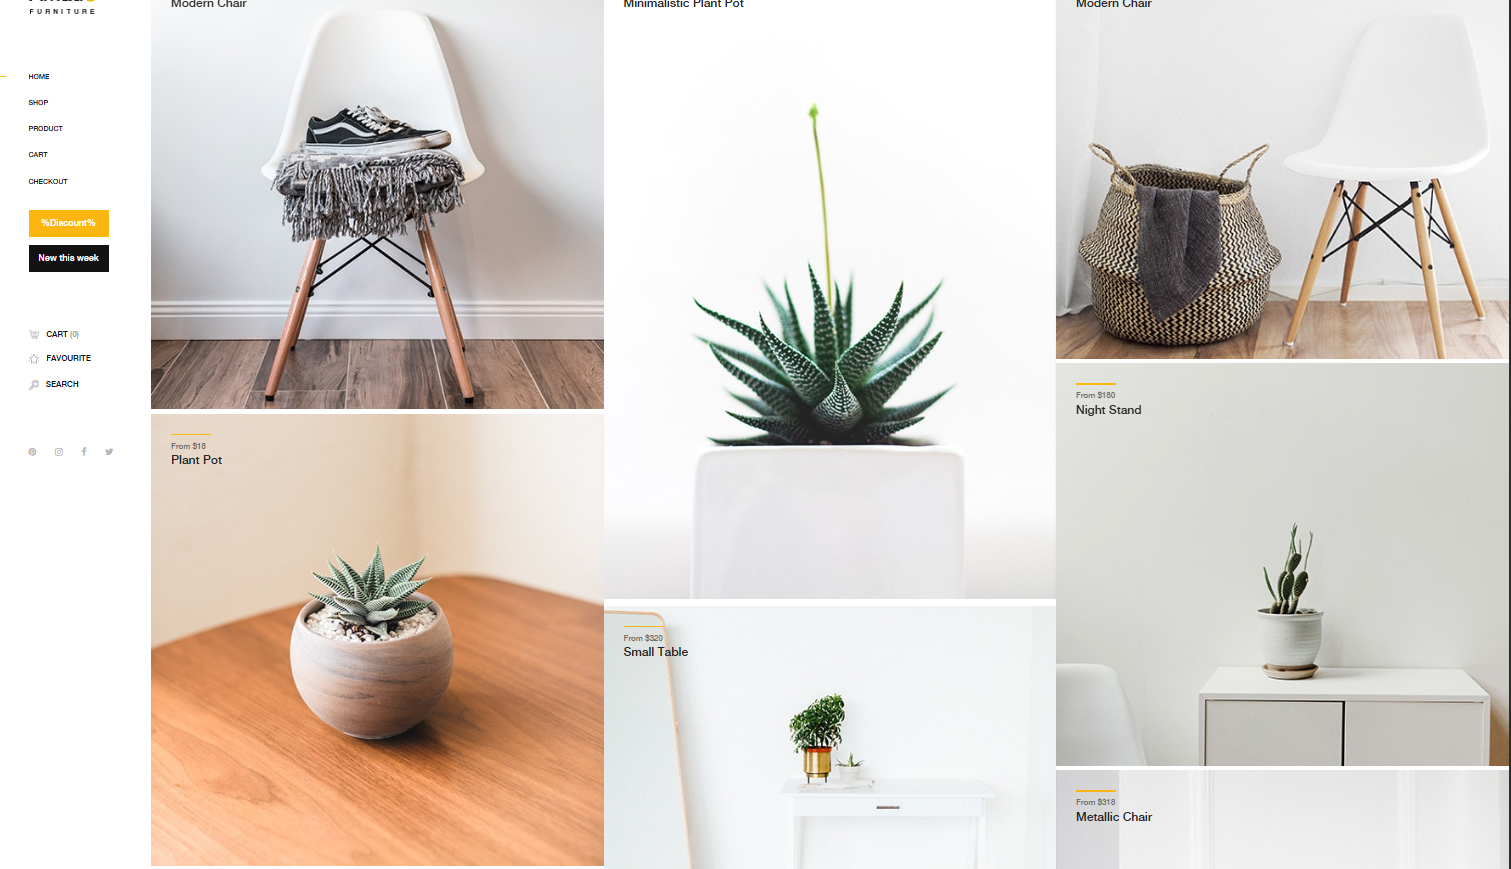 FURNITURE
HOME
SHOP
PRODUCT
CART
CHECKOUT
%Discount%
New this week
CART (0)
FAVOURITE
SEARCH
Modern Chair
From $18
Plant Pot
Minimalistic Plant Pot
From $320
Small Table
Modern Chair
From $180
Night Stand
From $318
Metallic Chair